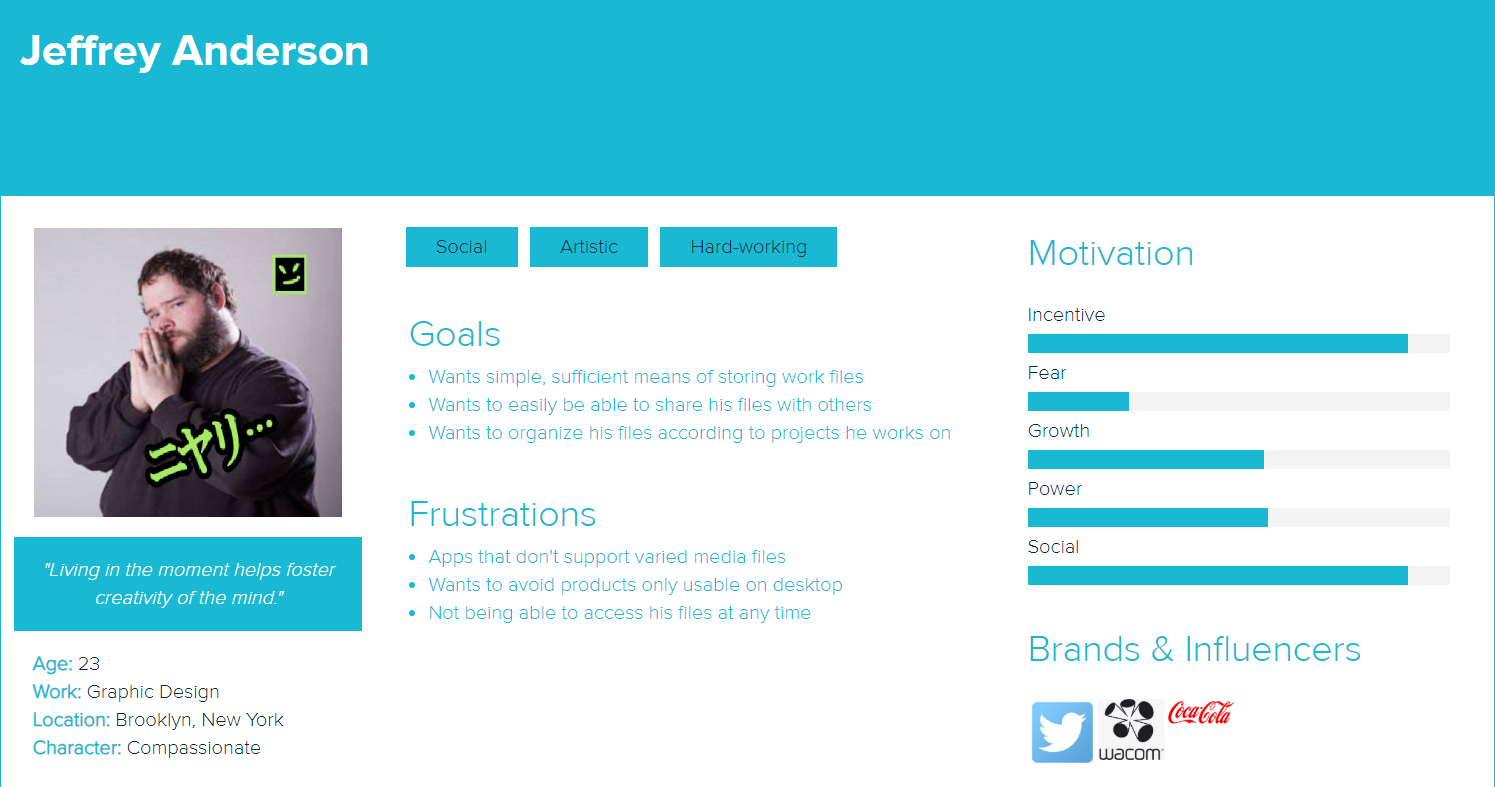 Jeffrey Anderson
ニヤリ…
"Living in the moment helps foster
creativity of the mind."
Age: 23
Work: Graphic Design
Location: Brooklyn, New York
Character: Compassionate
Social
Artistic
Hard-working
Goals
Wants simple, sufficient means of storing work files
Wants to easily be able to share his files with others
Wants to organize his files according to projects he works on
Frustrations
Apps that don't support varied media files
Wants to avoid products only usable on desktop
Not being able to access his files at any time
Motivation
Incentive
Fear
Growth
Power
Social
Brands & Influencers
wacom
Coca-Cola